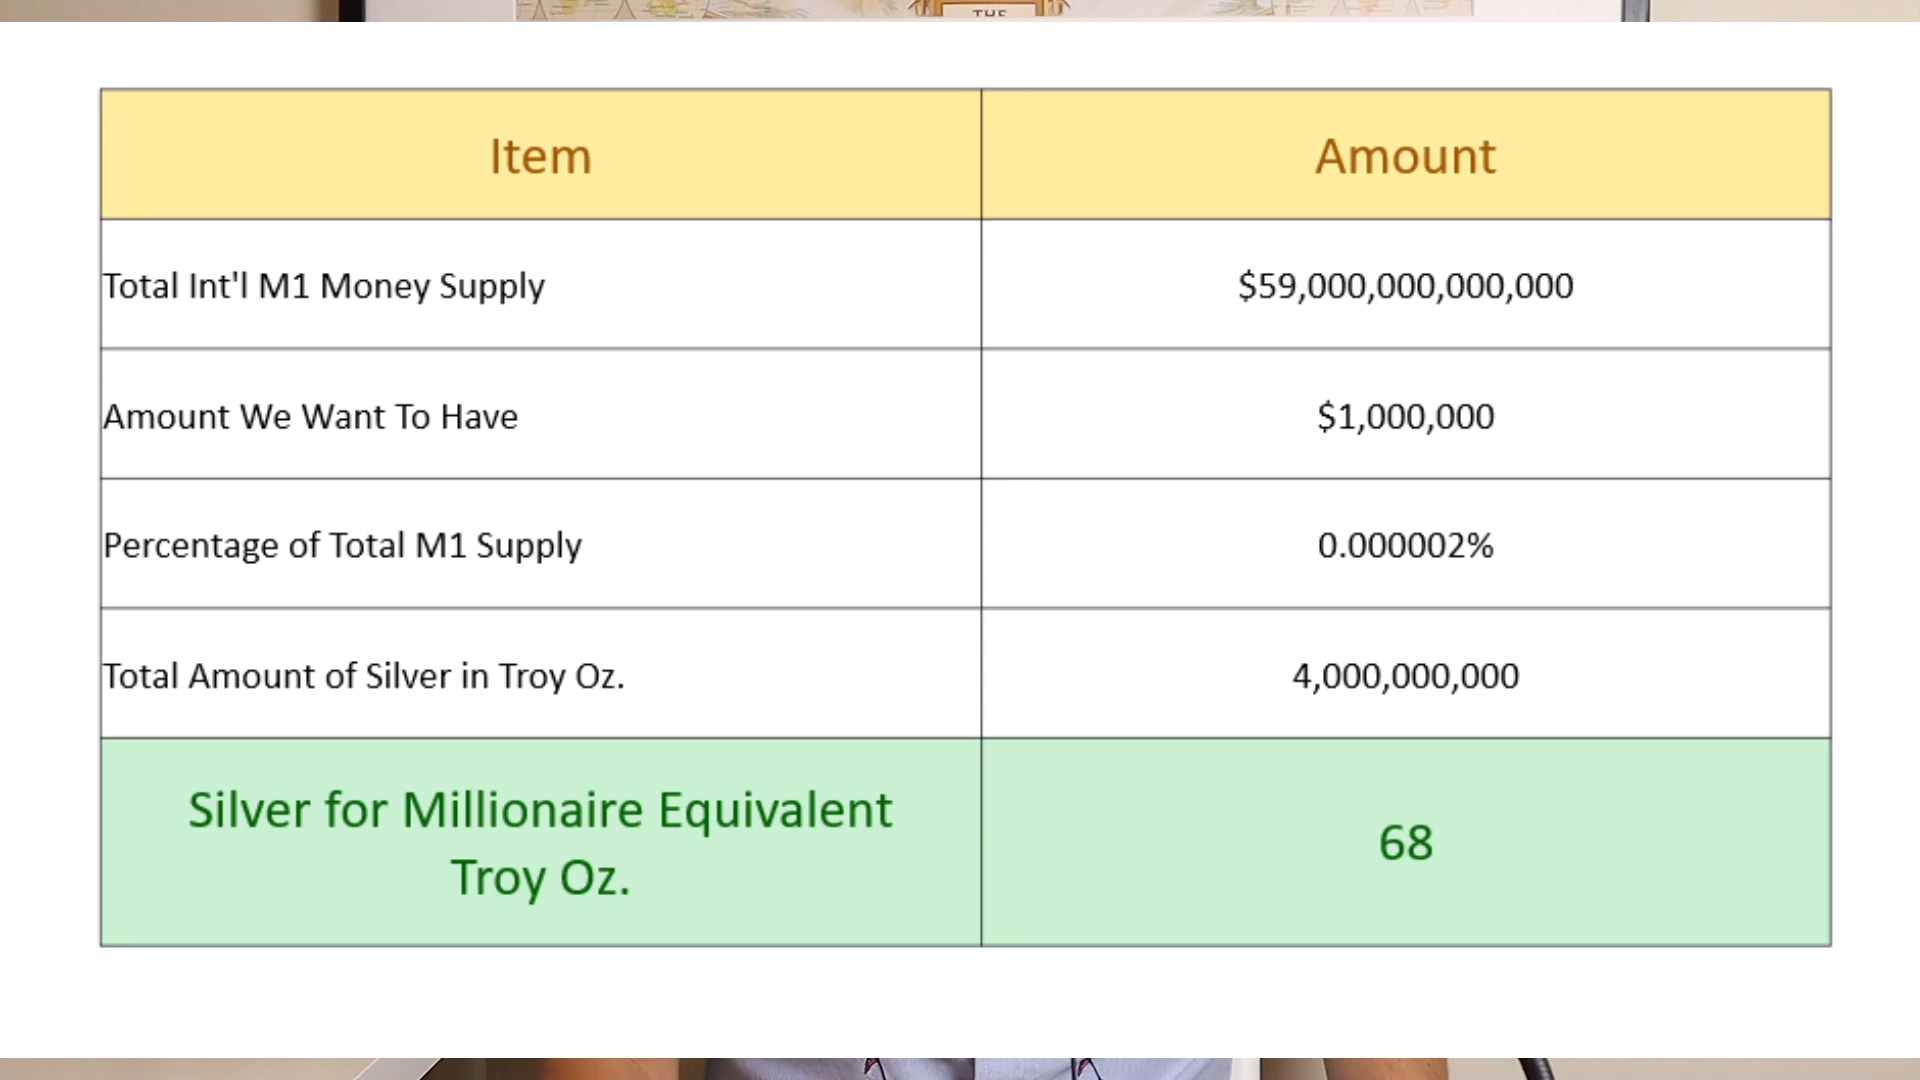 THE
Item
Amount
Total Int'l M1 Money Supply
$59,000,000,000,000
Amount We Want To Have
$1,000,000
Percentage of Total M1 Supply
0.000002%
Total Amount of Silver in Troy Oz.
4,000,000,000
Silver for Millionaire Equivalent
Troy Oz.
68